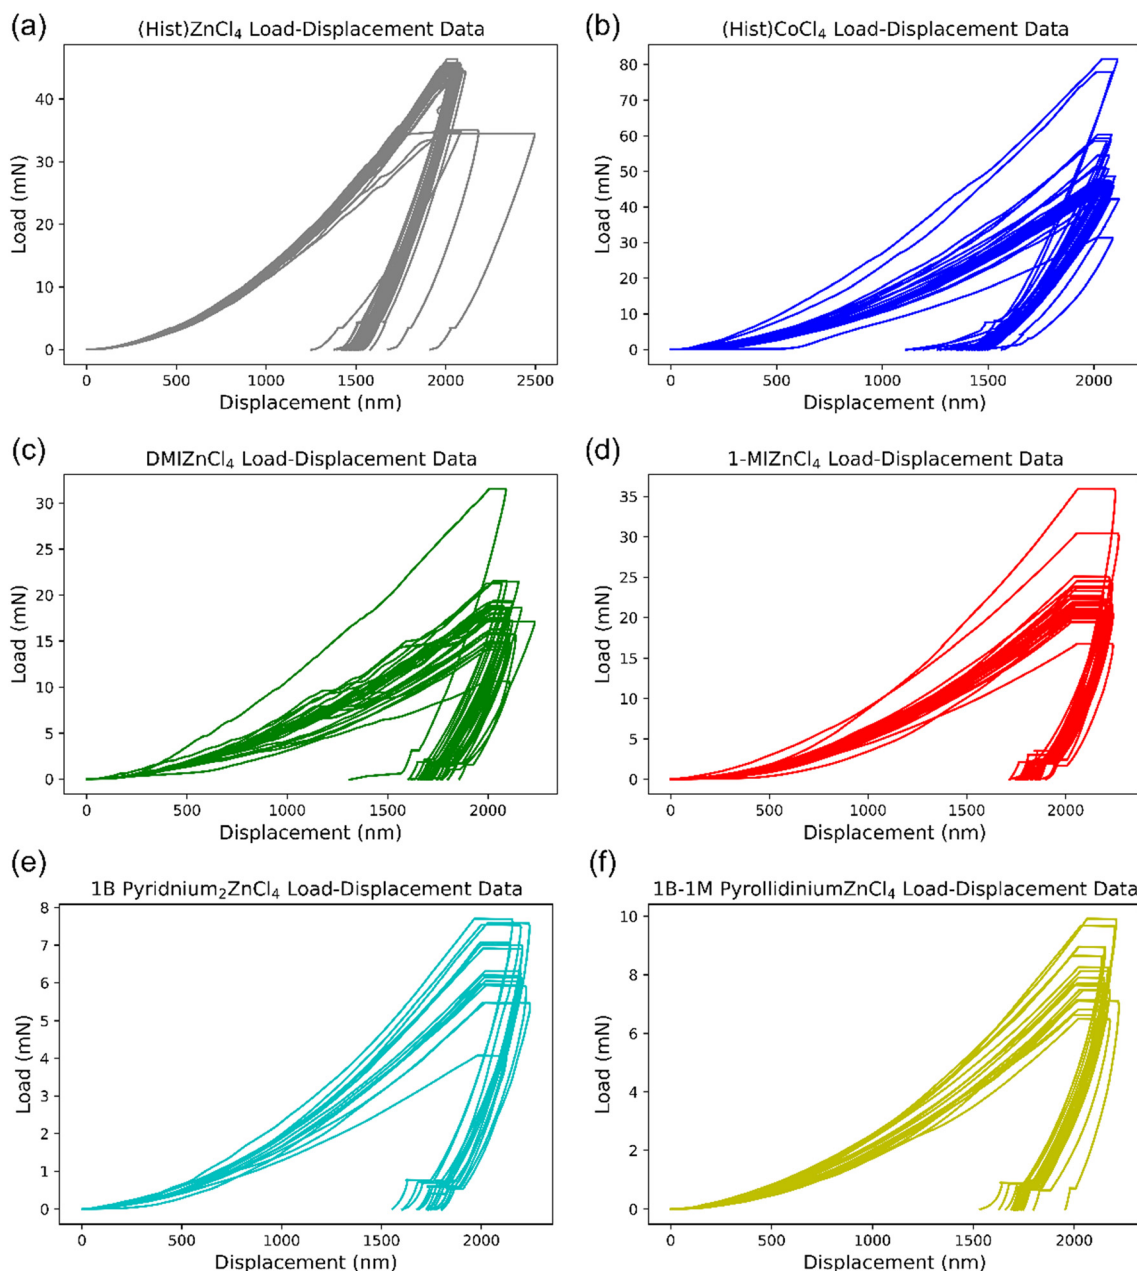 (a)
(Hist)ZnCl₄ Load-Displacement Data
Load (mN)
40
30
20
10
0
0 500 1000 1500 2000 2500
Displacement (nm)
(b)
(Hist)CoCl₄ Load-Displacement Data
Load (mN)
80
70
60
50
40
30
20
10
0
0 500 1000 1500 2000
Displacement (nm)
(c)
DMIZnCl₄ Load-Displacement Data
Load (mN)
30
25
20
15
10
5
0
0 500 1000 1500 2000
Displacement (nm)
(d)
1-MIZnCl₄ Load-Displacement Data
Load (mN)
35
30
25
20
15
10
5
0
0 500 1000 1500 2000
Displacement (nm)
(e)
1B Pyridnium₂ZnCl₄ Load-Displacement Data
Load (mN)
8
7
6
5
4
3
2
1
0
0 500 1000 1500 2000
Displacement (nm)
(f)
1B-1M PyrollidiniumZnCl₄ Load-Displacement Data
Load (mN)
10
8
6
4
2
0
0 500 1000 1500 2000
Displacement (nm)